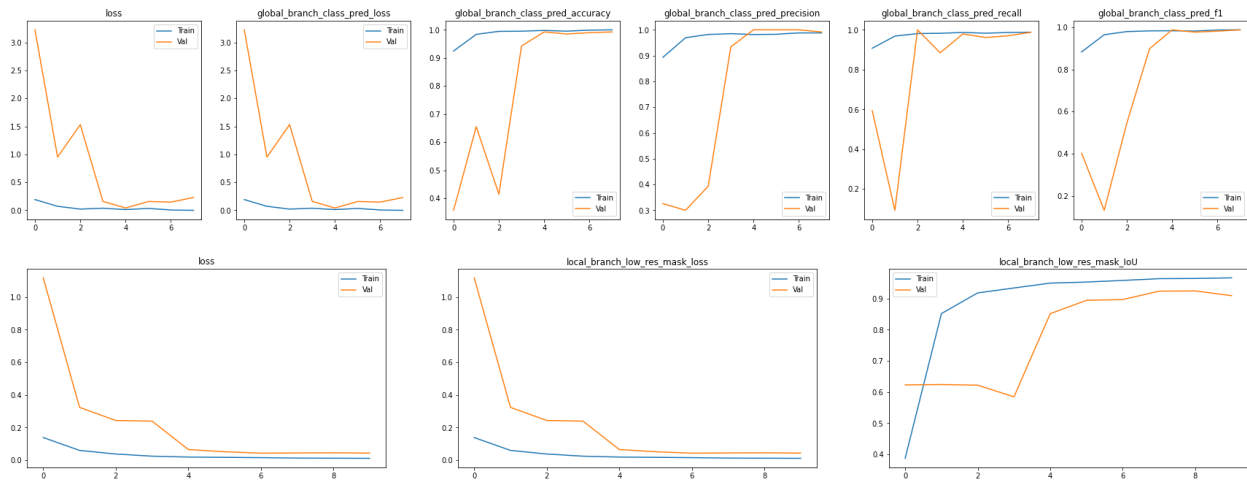 loss
Train
Val
3.0
2.5
2.0
1.5
1.0
0.5
0.0
0 2 4 6
global_branch_class_pred_loss
Train
Val
3.0
2.5
2.0
1.5
1.0
0.5
0.0
0 2 4 6
global_branch_class_pred_accuracy
1.0
0.9
0.8
0.7
0.6
0.5
0.4
Train
Val
0 2 4 6
global_branch_class_pred_precision
1.0
0.9
0.8
0.7
0.6
0.5
0.4
0.3
Train
Val
0 2 4 6
global_branch_class_pred_recall
1.0
0.8
0.6
0.4
0.2
Train
Val
0 2 4 6
global_branch_class_pred_f1
1.0
0.8
0.6
0.4
0.2
Train
Val
0 2 4 6
loss
Train
Val
1.0
0.8
0.6
0.4
0.2
0.0
0 2 4 6 8
local_branch_low_res_mask_loss
Train
Val
1.0
0.8
0.6
0.4
0.2
0.0
0 2 4 6 8
local_branch_low_res_mask_IoU
Train
Val
0.9
0.8
0.7
0.6
0.5
0.4
0 2 4 6 8